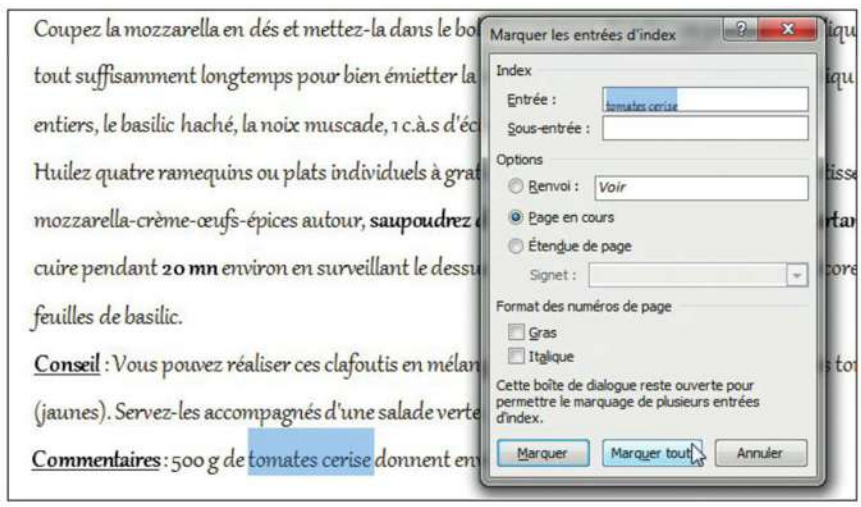 Coupez la mozzarella en dés et mettez-la dans le bol
tout suffisamment longtemps pour bien émietter la
entiers, le basilic haché, la noix muscade, 1 c.à.s d'éc
Huilez quatre ramequins ou plats individuels à grat
mozzarella-crème-œufs-épices autour, saupoudrez
cuire pendant 20 mn environ en surveillant le dessu
feuilles de basilic.
Conseil : Vous pouvez réaliser ces clafoutis en mélan
(jaunes). Servez-les accompagnés d'une salade verte
Commentaires : 500 g de tomates cerise donnent env
Marquer les entrées d'index
Index
Entrée : tomates cerise
Sous-entrée :
Options
Renvoi : Voir
Page en cours
Étendue de page
Signet :
Format des numéros de page
Gras
Italique
Cette boîte de dialogue reste ouverte pour
permettre le marquage de plusieurs entrées
d'index.
Marquer Marquer tout Annuler